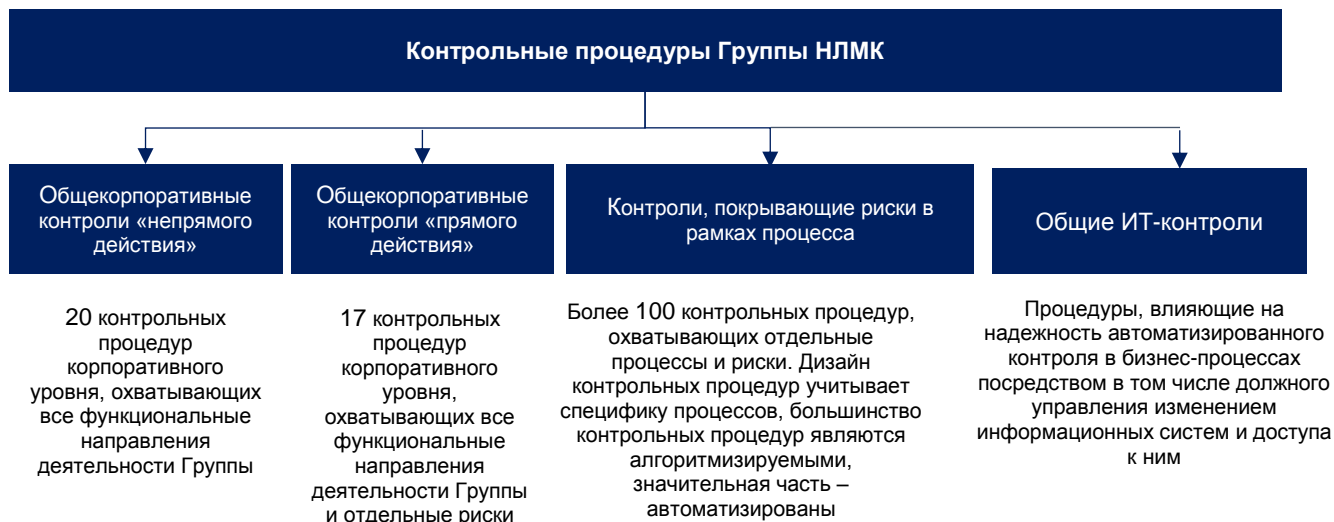 Контрольные процедуры Группы НЛМК
Общекорпоративные
контроли «непрямого
действия»
20 контрольных
процедур
корпоративного
уровня, охватывающих
все функциональные
направления
деятельности Группы
Общекорпоративные
контроли «прямого
действия»
17 контрольных
процедур
корпоративного
уровня,
охватывающих все
функциональные
направления
деятельности Группы
и отдельные риски
Контроли, покрывающие риски в
рамках процесса
Более 100 контрольных процедур,
охватывающих отдельные
процессы и риски. Дизайн
контрольных процедур учитывает
специфику процессов, большинство
контрольных процедур являются
алгоритмизируемыми,
значительная часть –
автоматизированы
Общие ИТ-контроли
Процедуры, влияющие на
надежность автоматизированного
контроля в бизнес-процессах
посредством в том числе должного
управления изменением
информационных систем и доступа
к ним